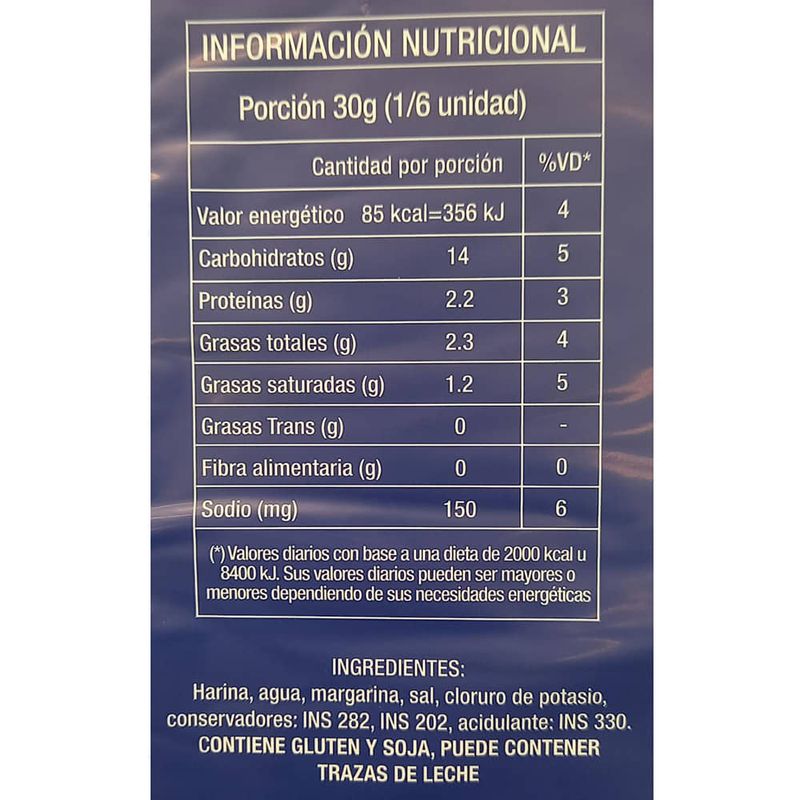 INFORMACIÓN NUTRICIONAL
Porción 30g (1/6 unidad)
Cantidad por porción %VD*
Valor energético 85 kcal=356 kJ 4
Carbohidratos (g) 14 5
Proteínas (g) 2.2 3
Grasas totales (g) 2.3 4
Grasas saturadas (g) 1.2 5
Grasas Trans (g) 0 -
Fibra alimentaria (g) 0 0
Sodio (mg) 150 6
(*) Valores diarios con base a una dieta de 2000 kcal u
8400 kJ. Sus valores diarios pueden ser mayores o
menores dependiendo de sus necesidades energéticas
INGREDIENTES:
Harina, agua, margarina, sal, cloruro de potasio,
conservadores: INS 282, INS 202, acidulante: INS 330.
CONTIENE GLUTEN Y SOJA, PUEDE CONTENER
TRAZAS DE LECHE